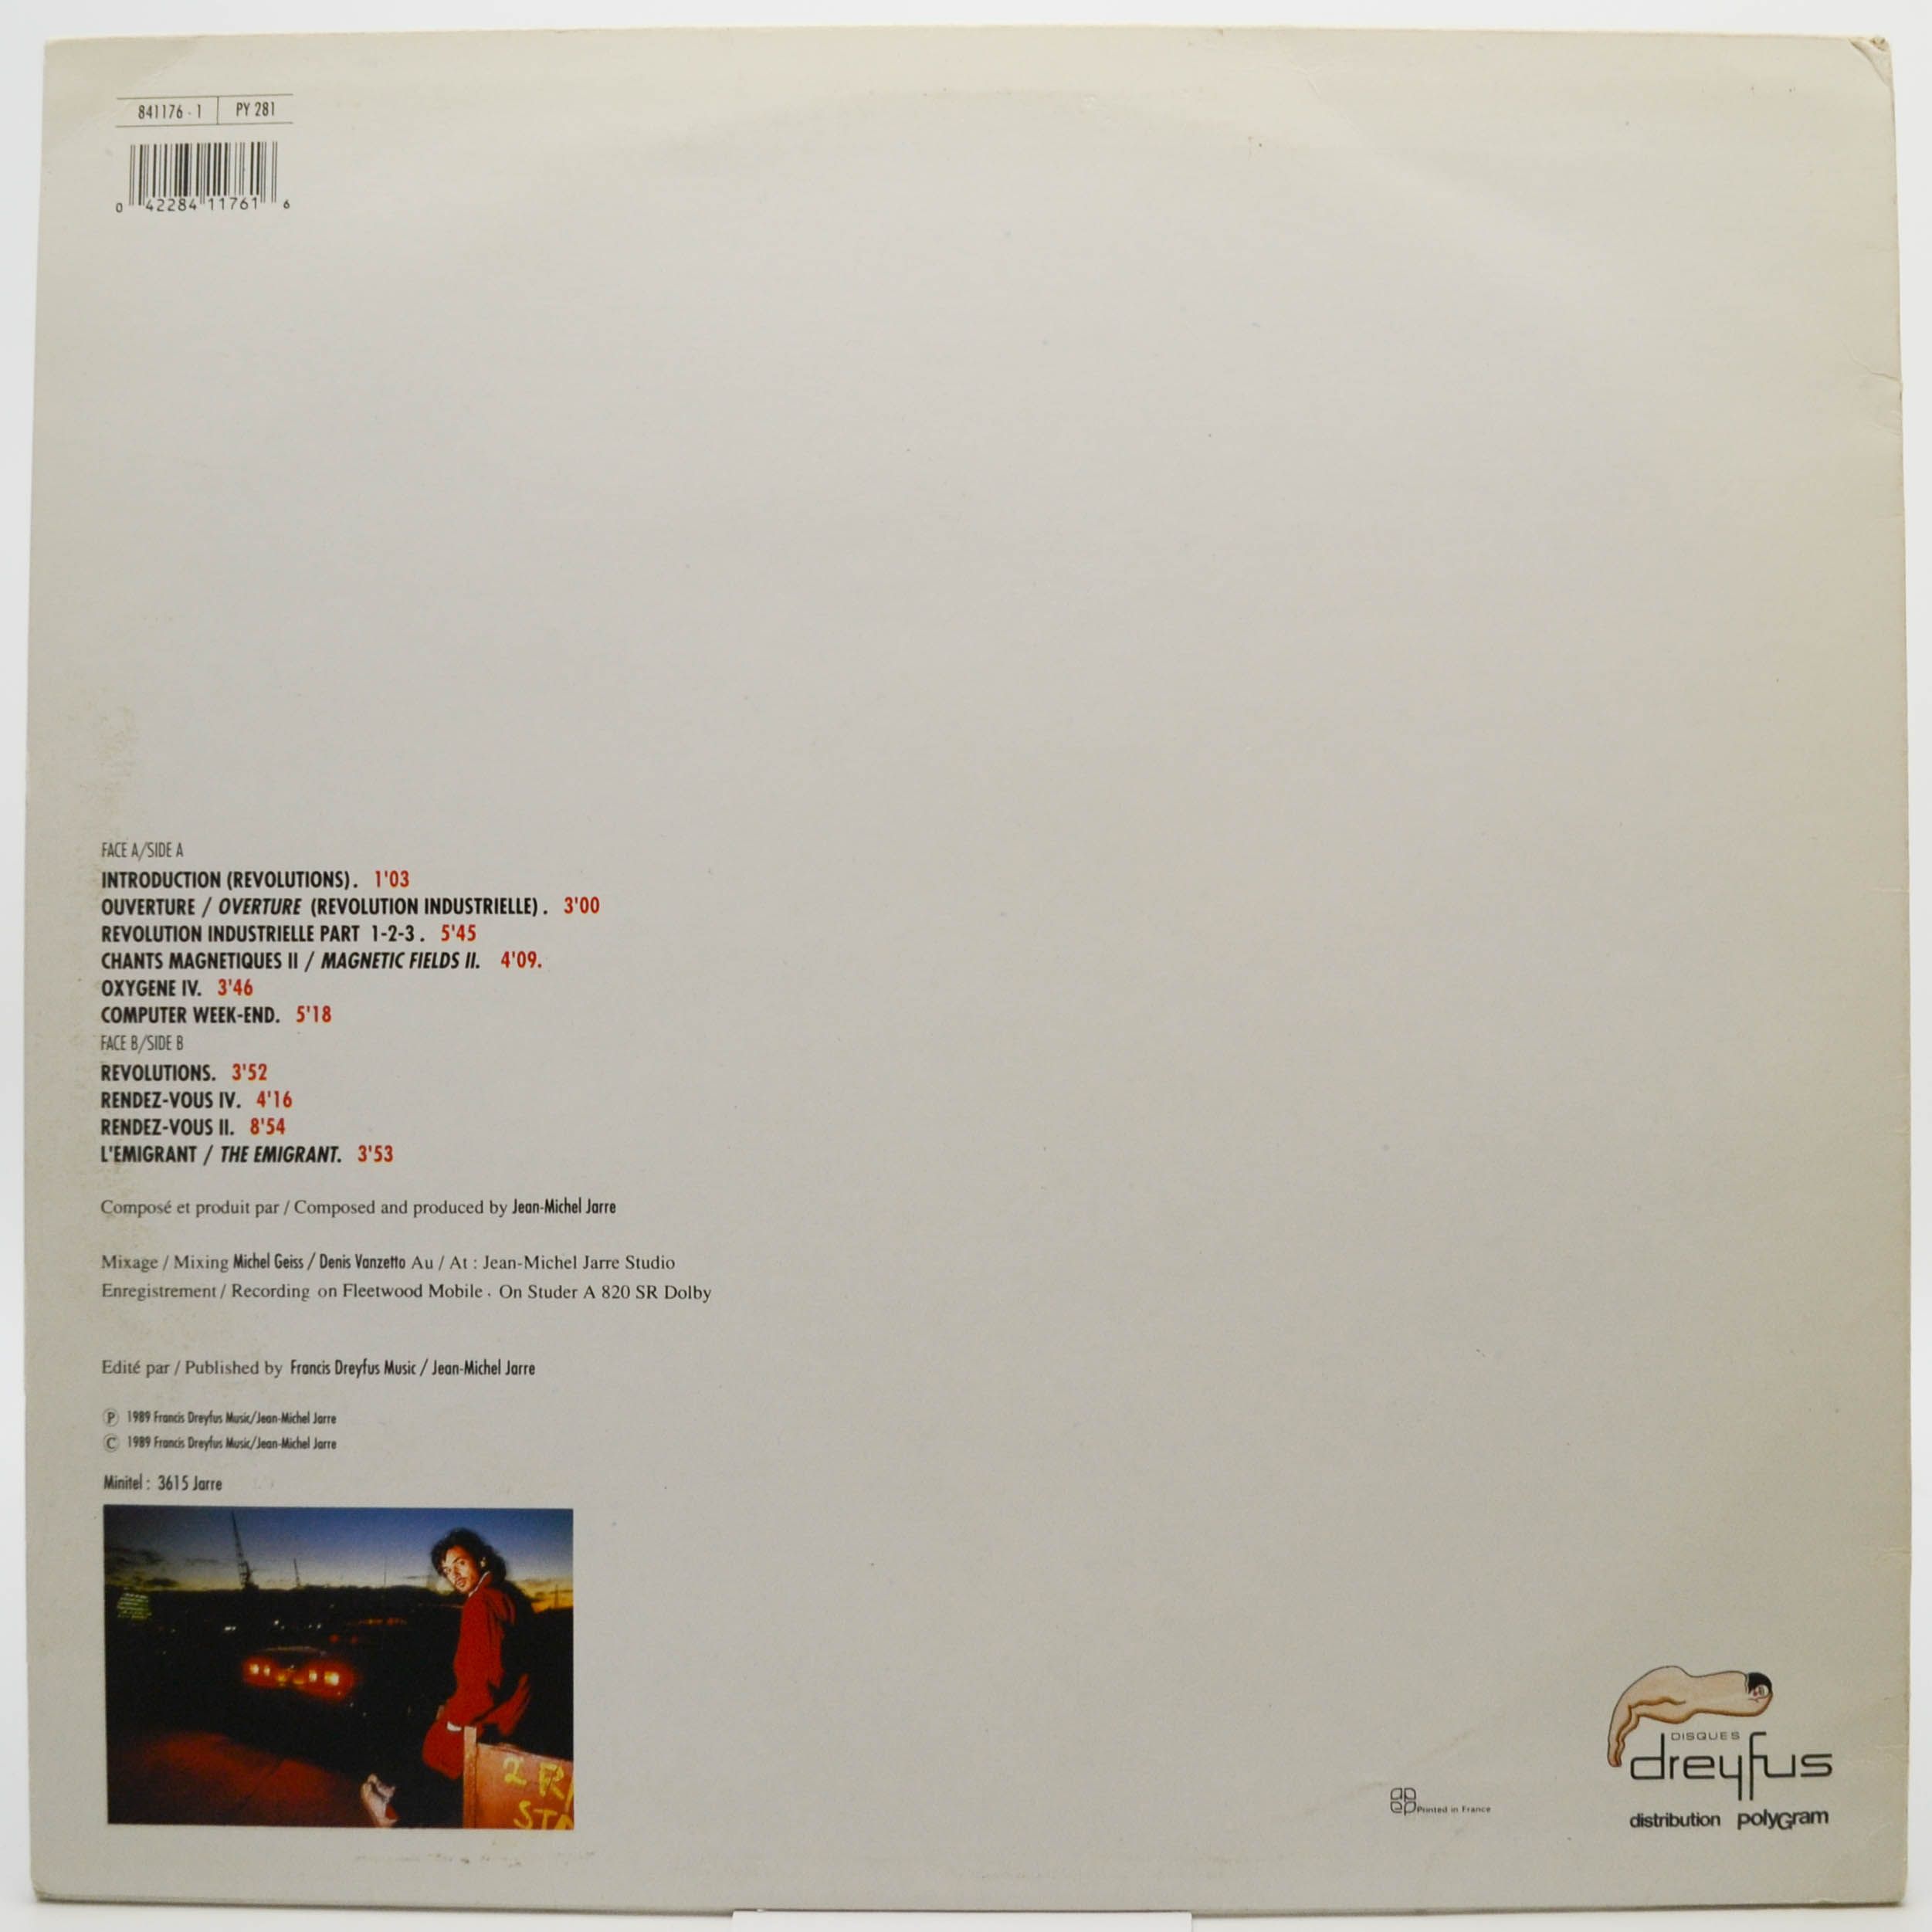 841176 - 1 PY 281
0 42284 11761 6
FACE A/SIDE A
INTRODUCTION (REVOLUTIONS). 1'03
OUVERTURE / OVERTURE (REVOLUTION INDUSTRIELLE). 3'00
REVOLUTION INDUSTRIELLE PART 1-2-3. 5'45
CHANTS MAGNETIQUES II / MAGNETIC FIELDS II. 4'09.
OXYGENE IV. 3'46
COMPUTER WEEK-END. 5'18
FACE B/SIDE B
REVOLUTIONS. 3'52
RENDEZ-VOUS IV. 4'16
RENDEZ-VOUS II. 8'54
L'EMIGRANT / THE EMIGRANT. 3'53
Composé et produit par / Composed and produced by Jean-Michel Jarre
Mixage / Mixing Michel Geiss / Denis Vanzetto Au / At : Jean-Michel Jarre Studio
Enregistrement / Recording on Fleetwood Mobile . On Studer A 820 SR Dolby
Edité par / Published by Francis Dreyfus Music / Jean-Michel Jarre
Ⓟ 1989 Francis Dreyfus Music/Jean-Michel Jarre
© 1989 Francis Dreyfus Music/Jean-Michel Jarre
Minitel : 3615 Jarre
2 R
ST
DISQUES
dreyfus
Printed in France
distribution polyGram